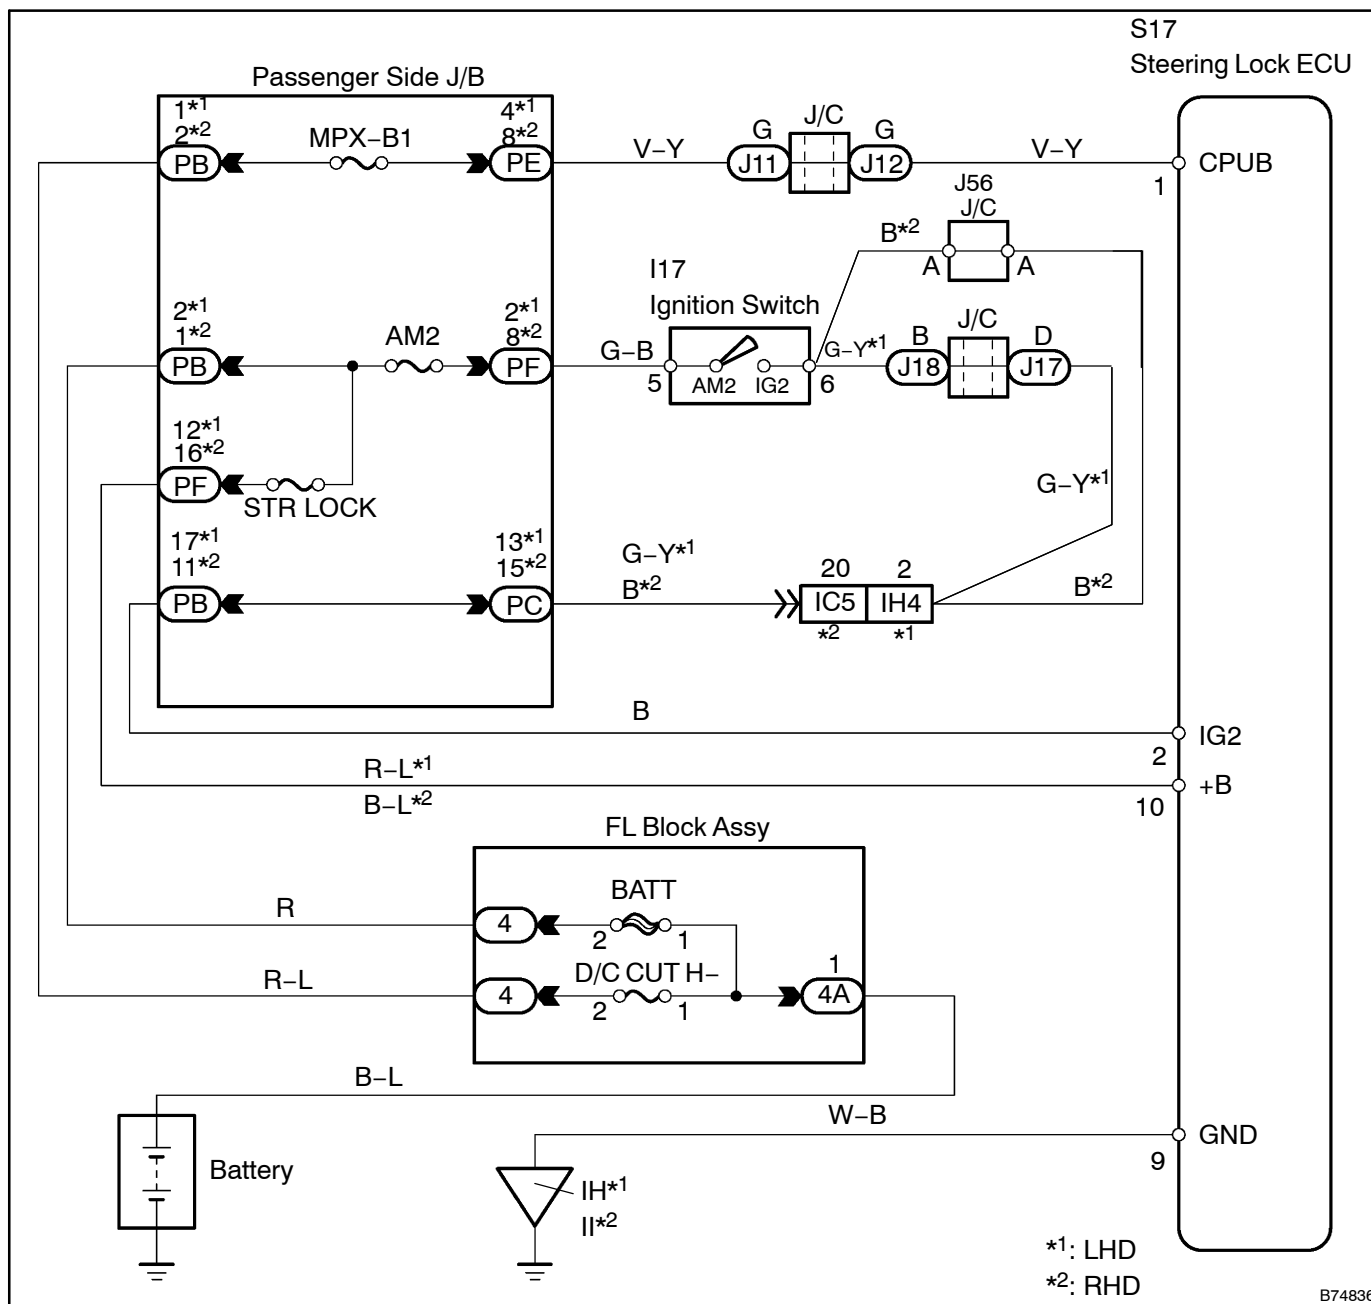 S17
Steering Lock ECU
Passenger Side J/B
1*1
2*2
PB
MPX-B1
4*1
8*2
PE
V-Y
G
J11
J/C
G
J12
V-Y
1
CPUB
J56
J/C
B*2
A
A
I17
Ignition Switch
2*1
1*2
PB
AM2
2*1
8*2
PF
G-B
5
AM2
IG2
6
G-Y*1
B
J18
J/C
D
J17
12*1
16*2
PF
STR LOCK
G-Y*1
17*1
11*2
PB
13*1
15*2
PC
G-Y*1
B*2
20
2
IC5
IH4
*2
*1
B*2
B
2
IG2
R-L*1
B-L*2
10
+B
FL Block Assy
R
4
BATT
2
1
R-L
4
D/C CUT H-
2
1
1
4A
B-L
W-B
9
GND
Battery
IH*1
II*2
*1: LHD
*2: RHD